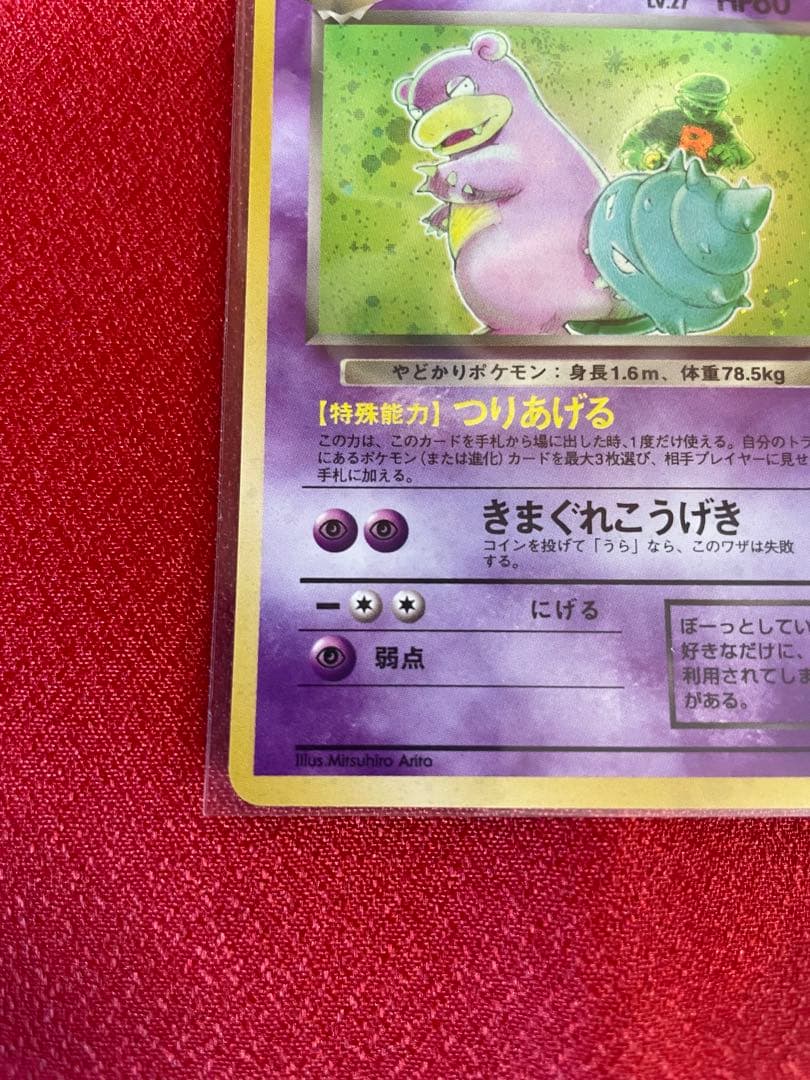 LV.27 HP60
R
やどかりポケモン：身長1.6m、体重78.5kg
【特殊能力】つりあげる
この力は、このカードを手札から場に出した時、1度だけ使える。自分のトラ
にあるポケモン（または進化）カードを最大3枚選び、相手プレイヤーに見せ
手札に加える。
きまぐれこうげき
コインを投げて「うら」なら、このワザは失敗
する。
にげる
弱点
ぼーっとしてい
好きなだけに、
利用されてしま
がある。
Illus.Mitsuhiro Arita